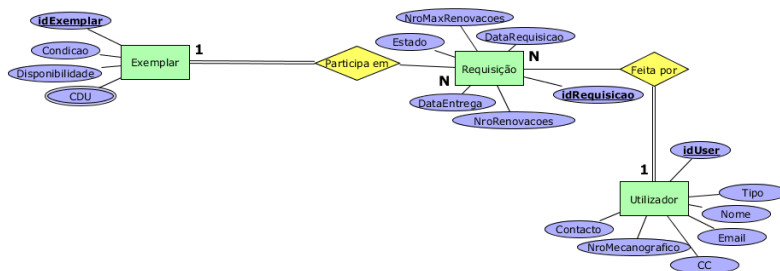 NroMaxRenovacoes
idExemplar
1
Estado
DataRequisicao
N
Condicao
Exemplar
Participa em
Requisição
Feita por
Disponibilidade
N
CDU
DataEntrega
idRequisicao
NroRenovacoes
idUser
1
Tipo
Utilizador
Nome
Contacto
Email
NroMecanografico
CC